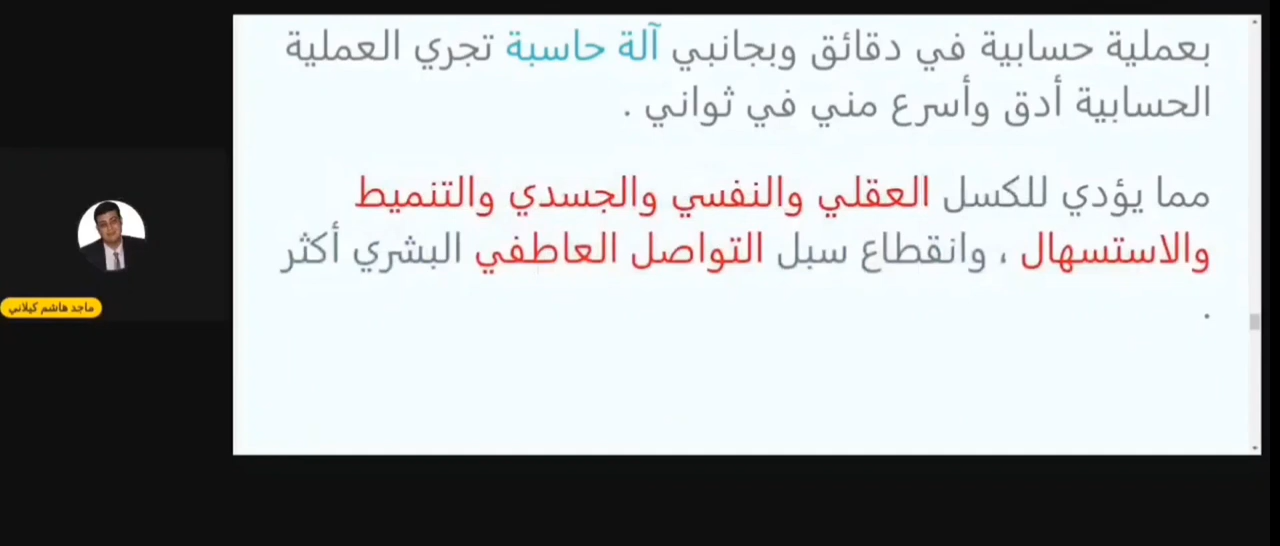 بعملية حسابية في دقائق وبجانبي آلة حاسبة تجري العملية
الحسابية أدق وأسرع مني في ثواني .
مما يؤدي للكسل العقلي والنفسي والجسدي والتنميط
والاستسهال ، وانقطاع سبل التواصل العاطفي البشري أكثر
.
ماجد هاشم كيلاني